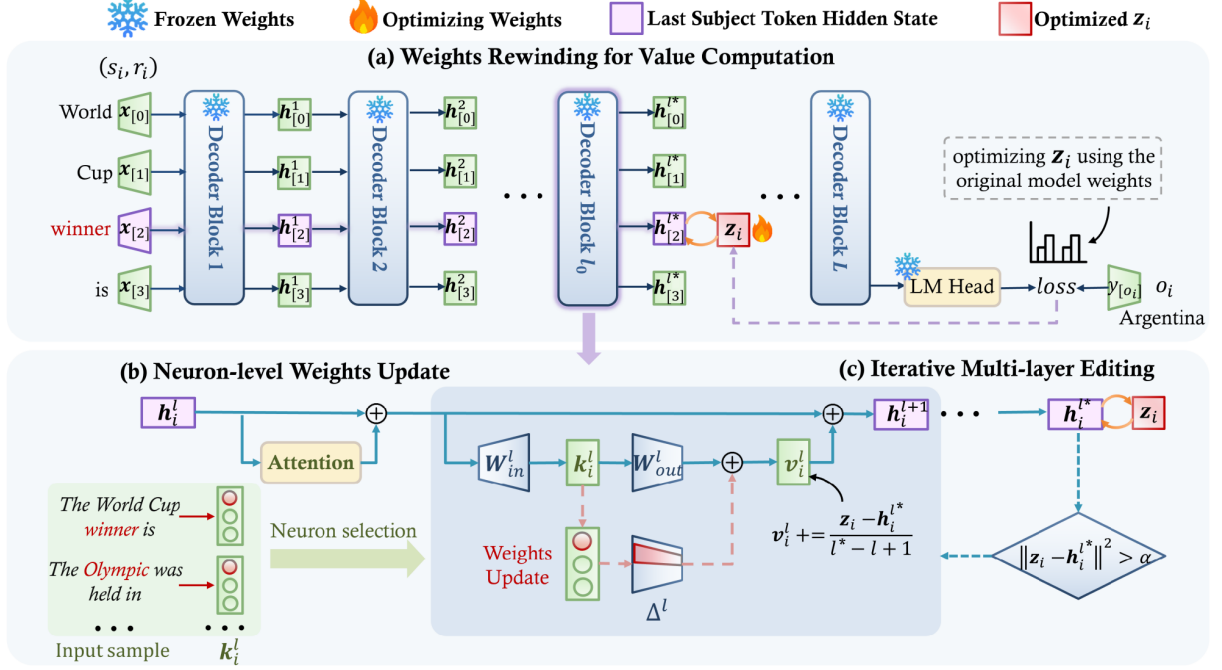 Frozen Weights
Optimizing Weights
Last Subject Token Hidden State
Optimized z_i
(a) Weights Rewinding for Value Computation
(s_i, r_i)
World x_[0] h^1_[0] h^2_[0] h^{l*}_[0]
Cup x_[1] h^1_[1] h^2_[1] h^{l*}_[1]
winner x_[2] h^1_[2] h^2_[2] h^{l*}_[2] z_i
is x_[3] h^1_[3] h^2_[3] h^{l*}_[3]
Decoder Block 1
Decoder Block 2
• • •
Decoder Block l_0
• • •
Decoder Block L
optimizing z_i using the
original model weights
LM Head
loss
y_[o_i] o_i
Argentina
(b) Neuron-level Weights Update
(c) Iterative Multi-layer Editing
h^l_i
Attention
W^l_in
k^l_i
W^l_out
v^l_i
h^{l+1}_i
• • •
h^{l*}_i
z_i
The World Cup
winner is
The Olympic was
held in
• • • • • •
Input sample k^l_i
Neuron selection
Weights
Update
Δ^l
v^l_i += (z_i − h^{l*}_i) / (l* − l + 1)
‖z_i − h^{l*}_i‖^2 > α